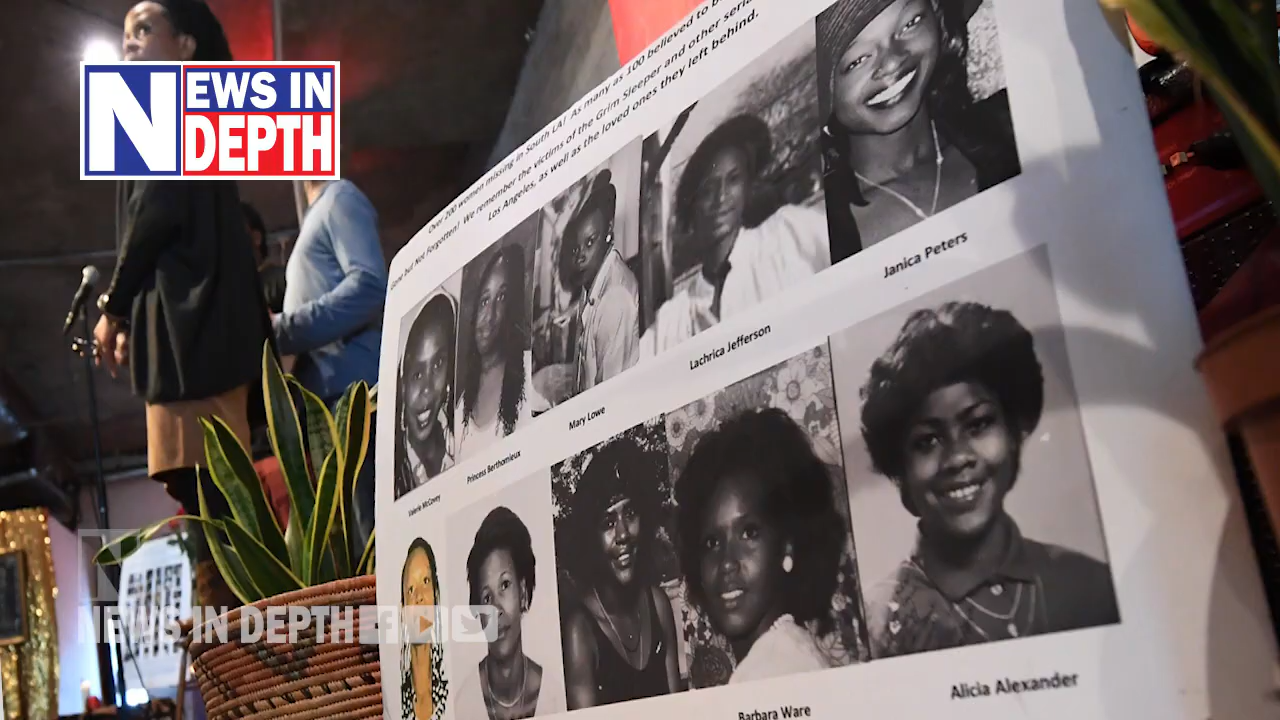 NEWS IN
DEPTH
Over 200 women missing in South LA! As many as 100 believed to b
Gone but Not Forgotten! We remember the victims of the Grim Sleeper and other seria
Los Angeles, as well as the loved ones they left behind.
Valerie McCovey
Princess Berthomieux
Mary Lowe
Lachrica Jefferson
Janica Peters
Barbara Ware
Alicia Alexander
N
NEWS IN DEPTH